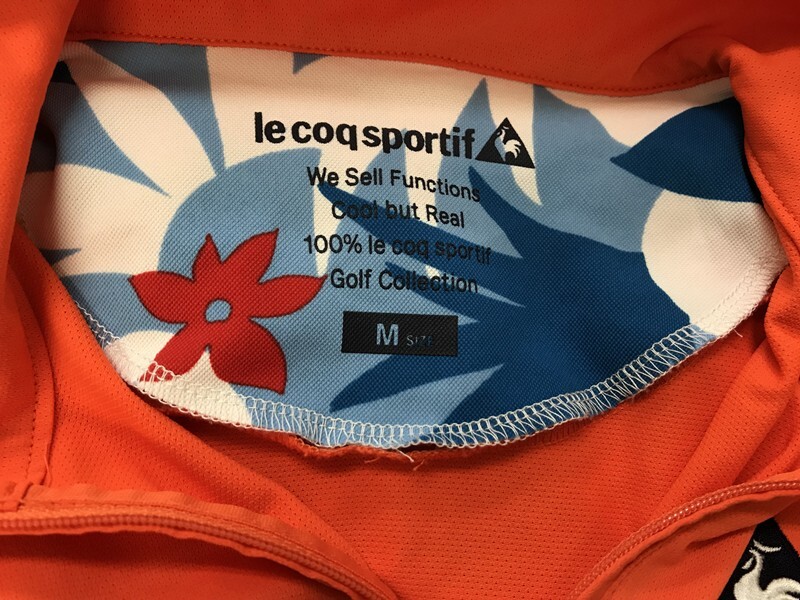 le coq sportif
We Sell Functions
Cool but Real
100% le coq sportif
Golf Collection
M SIZE